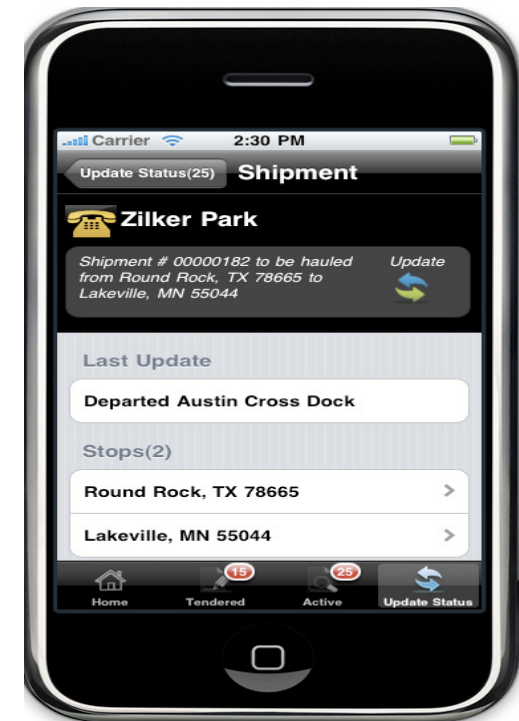 Carrier 2:30 PM
Update Status(25) Shipment
Zilker Park
Shipment # 00000182 to be hauled
from Round Rock, TX 78665 to
Lakeville, MN 55044
Update
Last Update
Departed Austin Cross Dock
Stops(2)
Round Rock, TX 78665
Lakeville, MN 55044
15 25
Home Tendered Active Update Status